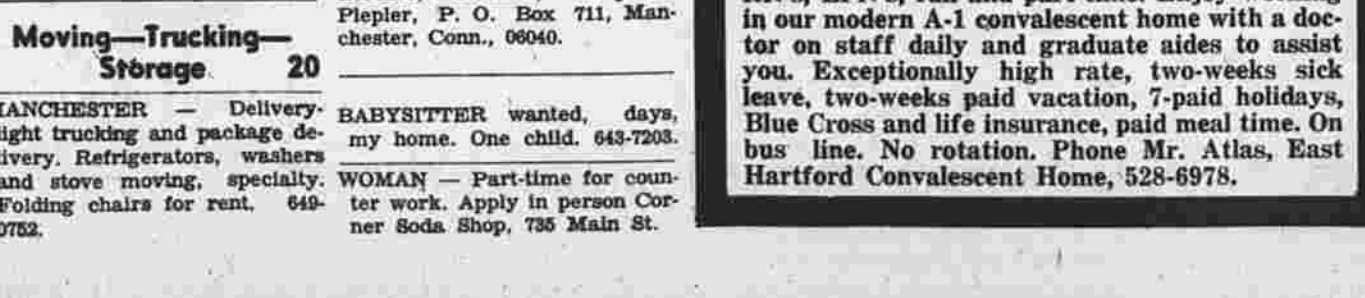 Moving—Trucking—
Storage 20
MANCHESTER — Delivery-
light trucking and package de-
livery. Refrigerators, washers
and stove moving, specialty.
Folding chairs for rent. 649-
0752.
Plepler, P. O. Box 711, Man-
chester, Conn., 06040.
BABYSITTER wanted, days,
my home. One child. 643-7203.
WOMAN — Part-time for coun-
ter work. Apply in person Cor-
ner Soda Shop, 735 Main St.
in our modern A-1 convalescent home with a doc-
tor on staff daily and graduate aides to assist
you. Exceptionally high rate, two-weeks sick
leave, two-weeks paid vacation, 7-paid holidays,
Blue Cross and life insurance, paid meal time. On
bus line. No rotation. Phone Mr. Atlas, East
Hartford Convalescent Home, 528-6978.